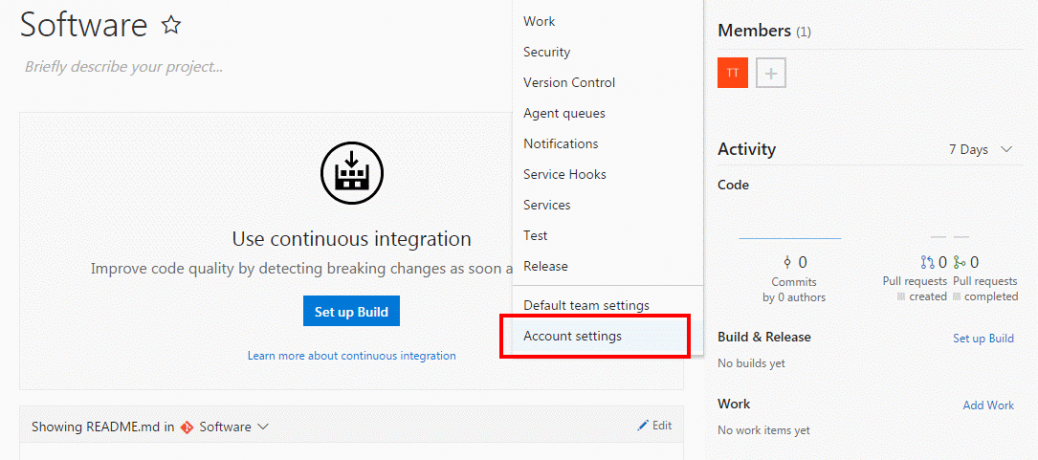 Software
Briefly describe your project...
Use continuous integration
Improve code quality by detecting breaking changes as soon a
Set up Build
Learn more about continuous integration
Showing README.md in Software
Edit
Work
Security
Version Control
Agent queues
Notifications
Service Hooks
Services
Test
Release
Default team settings
Account settings
Members (1)
TT
Activity
7 Days
Code
0
Commits
by 0 authors
0
Pull requests
created
0
Pull requests
completed
Build & Release
Set up Build
No builds yet
Work
Add Work
No work items yet